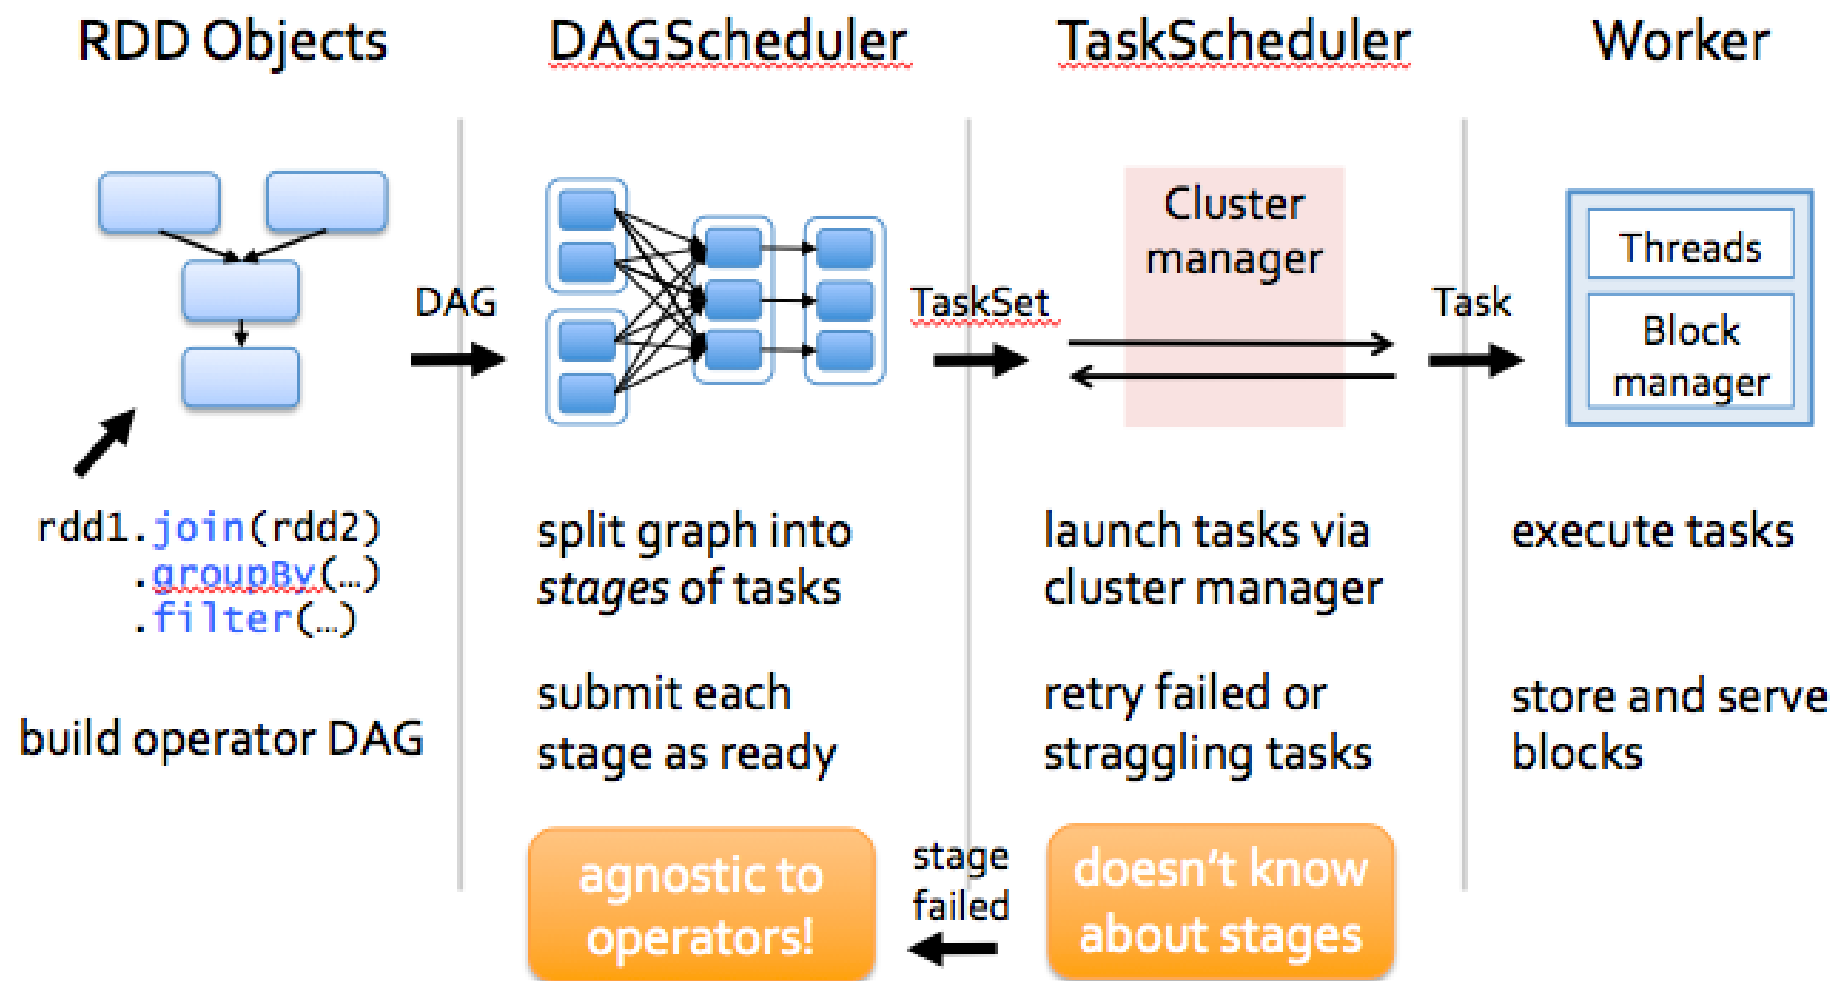 RDD Objects
DAGScheduler
TaskScheduler
Worker
DAG
TaskSet
Cluster
manager
Task
Threads
Block
manager
rdd1.join(rdd2)
.groupBy(…)
.filter(…)
build operator DAG
split graph into
stages of tasks
submit each
stage as ready
agnostic to
operators!
launch tasks via
cluster manager
retry failed or
straggling tasks
stage
failed
doesn't know
about stages
execute tasks
store and serve
blocks